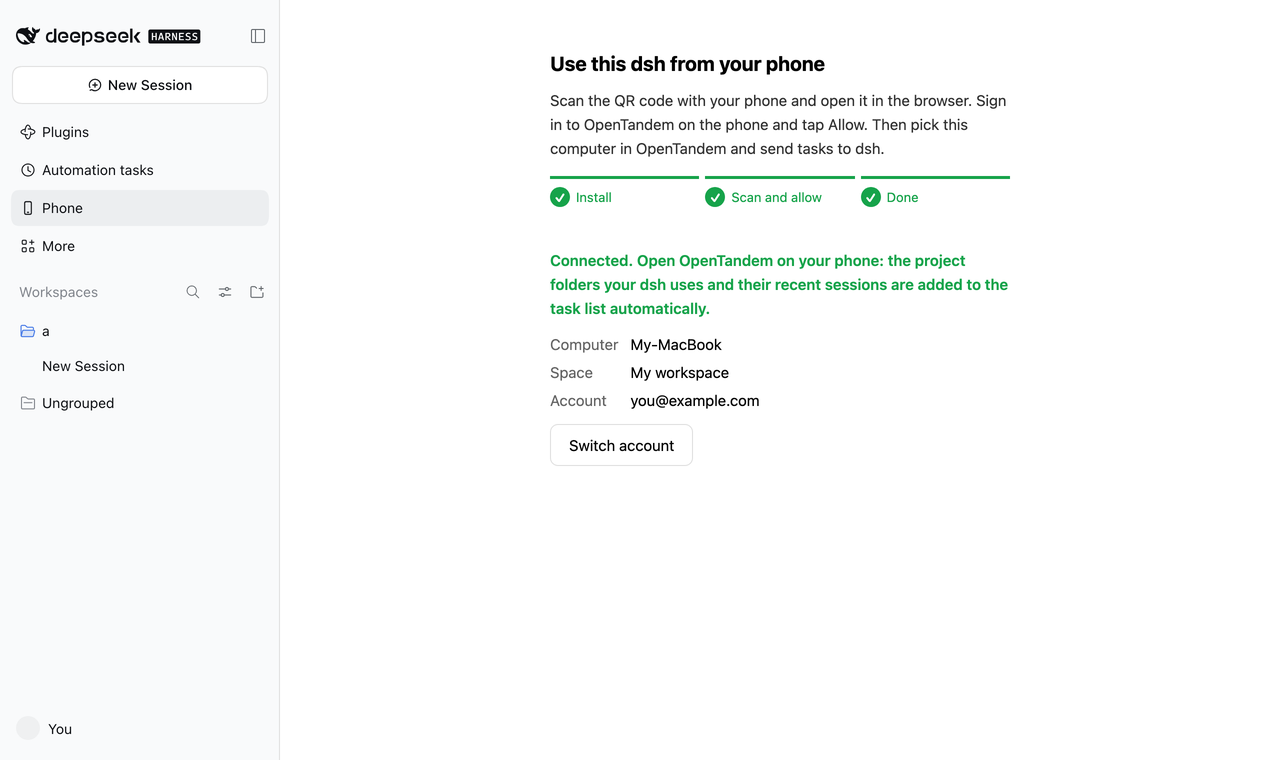 deepseek HARNESS
New Session
Plugins
Automation tasks
Phone
More
Workspaces
a
New Session
Ungrouped
You
Use this dsh from your phone
Scan the QR code with your phone and open it in the browser. Sign
in to OpenTandem on the phone and tap Allow. Then pick this
computer in OpenTandem and send tasks to dsh.
Install
Scan and allow
Done
Connected. Open OpenTandem on your phone: the project
folders your dsh uses and their recent sessions are added to the
task list automatically.
Computer My-MacBook
Space My workspace
Account you@example.com
Switch account